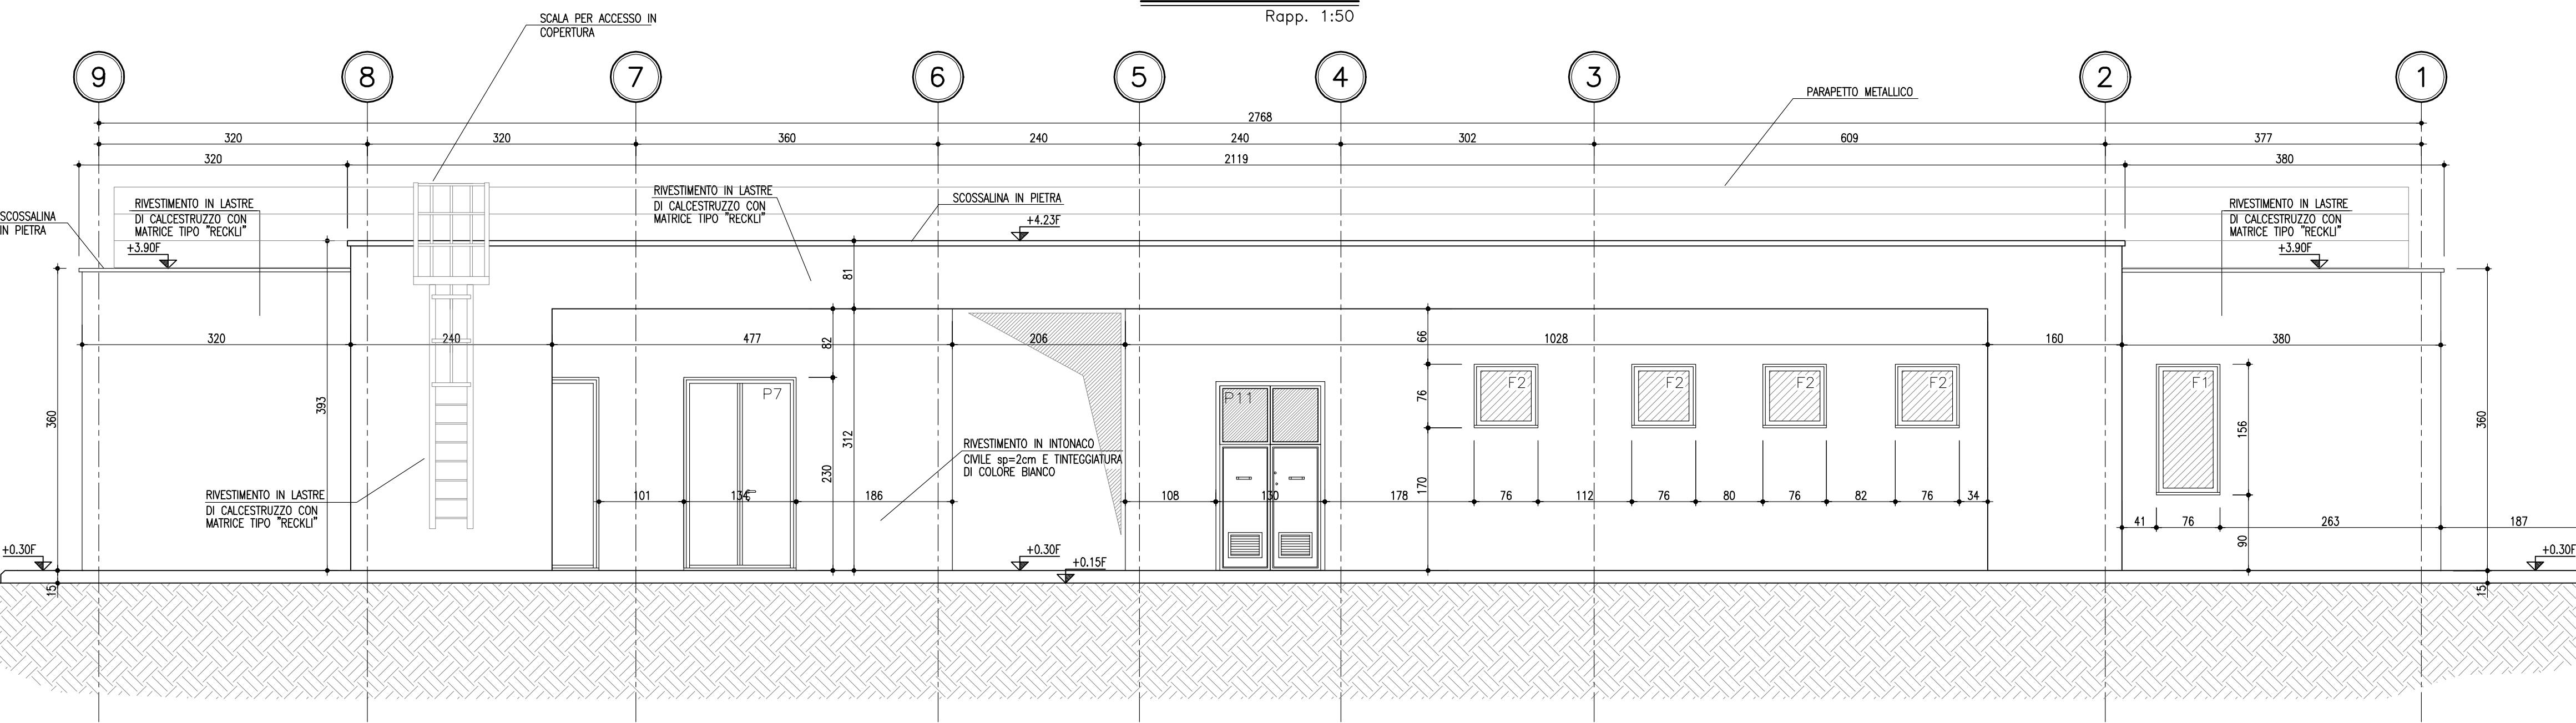 Rapp. 1:50
SCALA PER ACCESSO IN
COPERTURA
9
8
7
6
5
4
3
2
1
PARAPETTO METALLICO
2768
320
320
360
240
240
302
609
377
320
2119
380
SCOSSALINA
IN PIETRA
RIVESTIMENTO IN LASTRE
DI CALCESTRUZZO CON
MATRICE TIPO "RECKLI"
+3.90F
RIVESTIMENTO IN LASTRE
DI CALCESTRUZZO CON
MATRICE TIPO "RECKLI"
SCOSSALINA IN PIETRA
+4.23F
RIVESTIMENTO IN LASTRE
DI CALCESTRUZZO CON
MATRICE TIPO "RECKLI"
+3.90F
81
320
240
477
82
206
66
1028
160
380
360
393
312
230
P7
P11
76
170
F2
F2
F2
F2
F1
156
90
360
RIVESTIMENTO IN INTONACO
CIVILE sp=2cm E TINTEGGIATURA
DI COLORE BIANCO
RIVESTIMENTO IN LASTRE
DI CALCESTRUZZO CON
MATRICE TIPO "RECKLI"
101
134
186
108
130
178
76
112
76
80
76
82
76
34
41
76
263
187
+0.30F
+0.30F
+0.15F
+0.30F
15
15